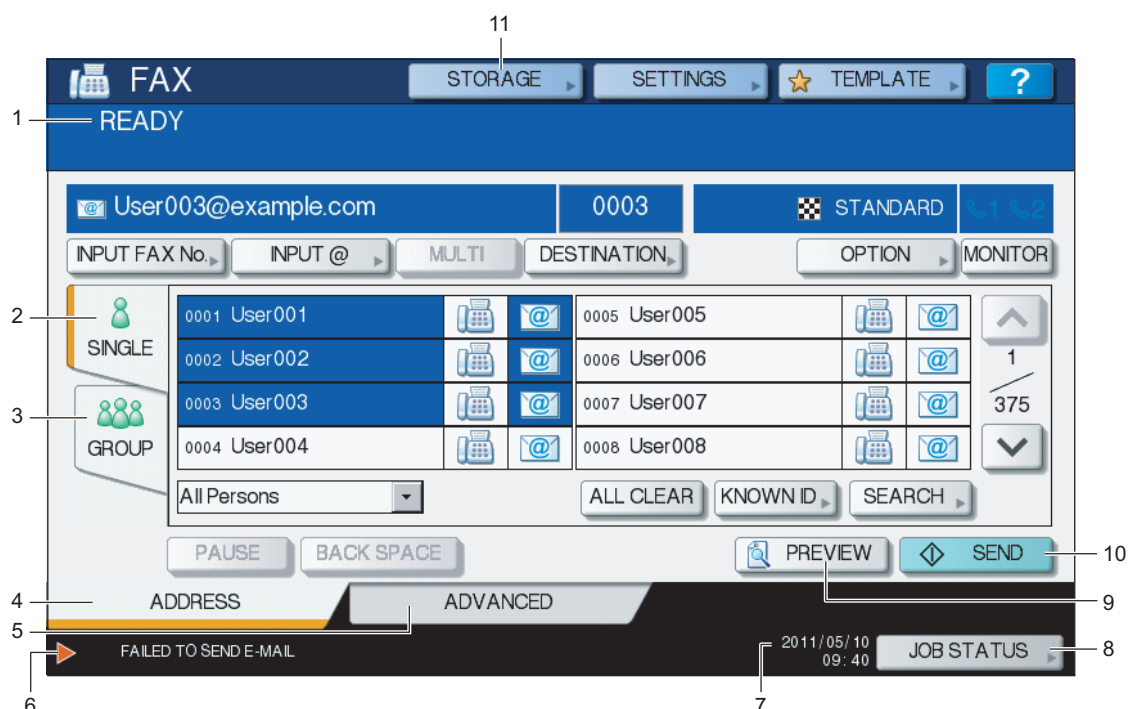 11
FAX STORAGE SETTINGS TEMPLATE ?
1 READY
@ User003@example.com 0003 STANDARD 1 2
INPUT FAX No. INPUT @ MULTI DESTINATION OPTION MONITOR
2 SINGLE
0001 User001 @ 0005 User005 @
0002 User002 @ 0006 User006 @
1
3 GROUP
0003 User003 @ 0007 User007 @
375
0004 User004 @ 0008 User008 @
All Persons ALL CLEAR KNOWN ID SEARCH
PAUSE BACK SPACE PREVIEW SEND 10
4 ADDRESS ADVANCED 9
5
6 FAILED TO SEND E-MAIL 7 2011/05/10 JOB STATUS 8
09:40